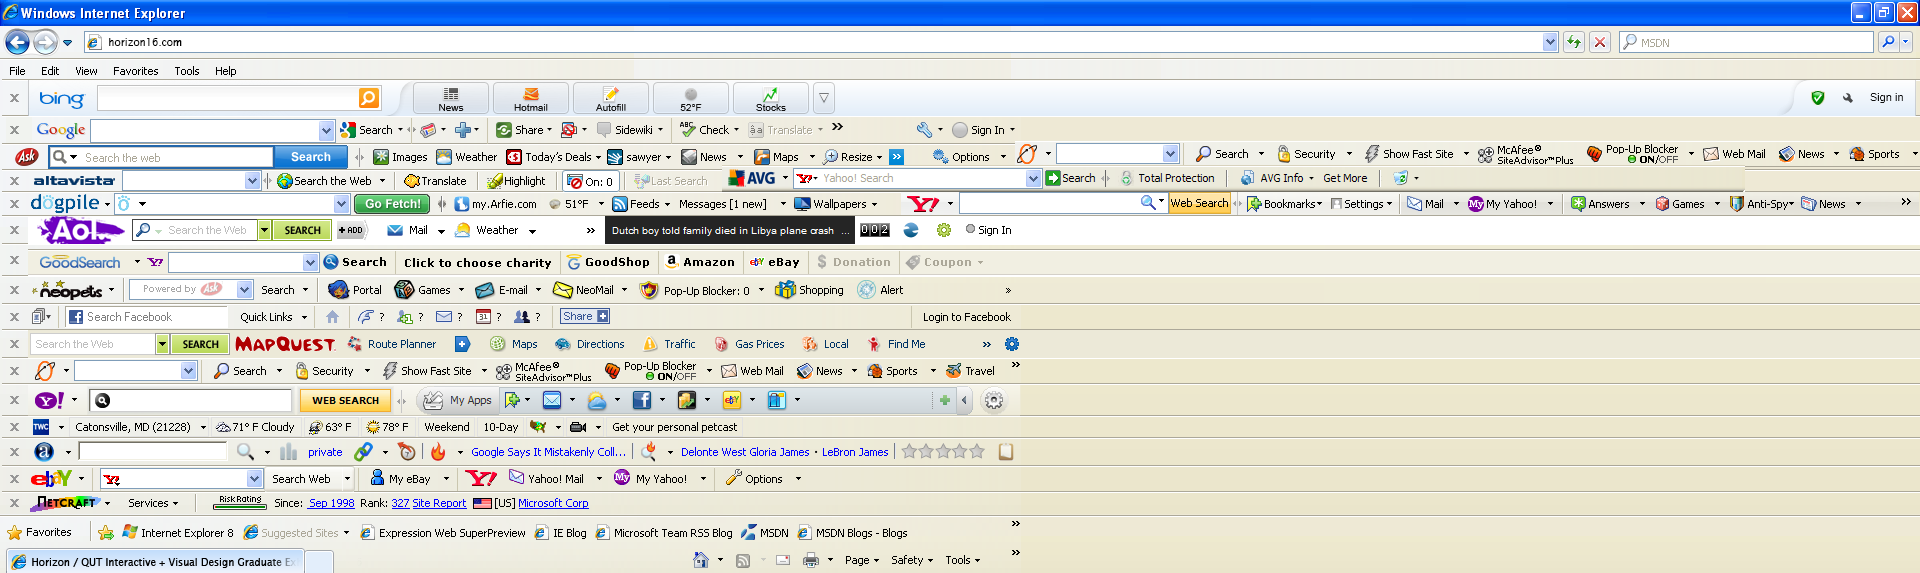 Windows Internet Explorer
horizon16.com MSDN
File Edit View Favorites Tools Help
bing News Hotmail Autofill 52°F Stocks Sign in
Google Search Share Sidewiki ABC Check Translate Sign In
Ask Search the web Search Images Weather Today's Deals sawyer News Maps Resize Options Search Security Show Fast Site McAfee® SiteAdvisor™Plus Pop-Up Blocker ON/OFF Web Mail News Sports
altavista Search the Web Translate Highlight On: 0 Last Search AVG Yahoo! Search Search Total Protection AVG Info Get More
dogpile Go Fetch! my.Arfie.com 51°F Feeds Messages [1 new] Wallpapers Y! Web Search Bookmarks Settings Mail My Yahoo! Answers Games Anti-Spy News
AOL Search the Web SEARCH ADD Mail Weather Dutch boy told family died in Libya plane crash ... 002 Sign In
GoodSearch Y! Search Click to choose charity GoodShop Amazon eBay Donation Coupon
neopets Powered by Ask Search Portal Games E-mail NeoMail Pop-Up Blocker: 0 Shopping Alert
Search Facebook Quick Links ? ? ? 31 ? ? Share Login to Facebook
Search the Web SEARCH MAPQUEST Route Planner Maps Directions Traffic Gas Prices Local Find Me
Search Security Show Fast Site McAfee® SiteAdvisor™Plus Pop-Up Blocker ON/OFF Web Mail News Sports Travel
Y! WEB SEARCH My Apps
TWC Catonsville, MD (21228) 71° F Cloudy 63° F 78° F Weekend 10-Day Get your personal petcast
a private Google Says It Mistakenly Coll... Delonte West Gloria James • LeBron James
ebY Y! Search Web My eBay Y! Yahoo! Mail My Yahoo! Options
NETCRAFT Services Risk Rating Since: Sep 1998 Rank: 327 Site Report [US] Microsoft Corp
Favorites Internet Explorer 8 Suggested Sites Expression Web SuperPreview IE Blog Microsoft Team RSS Blog MSDN MSDN Blogs - Blogs
Horizon / QUT Interactive + Visual Design Graduate Page Safety Tools